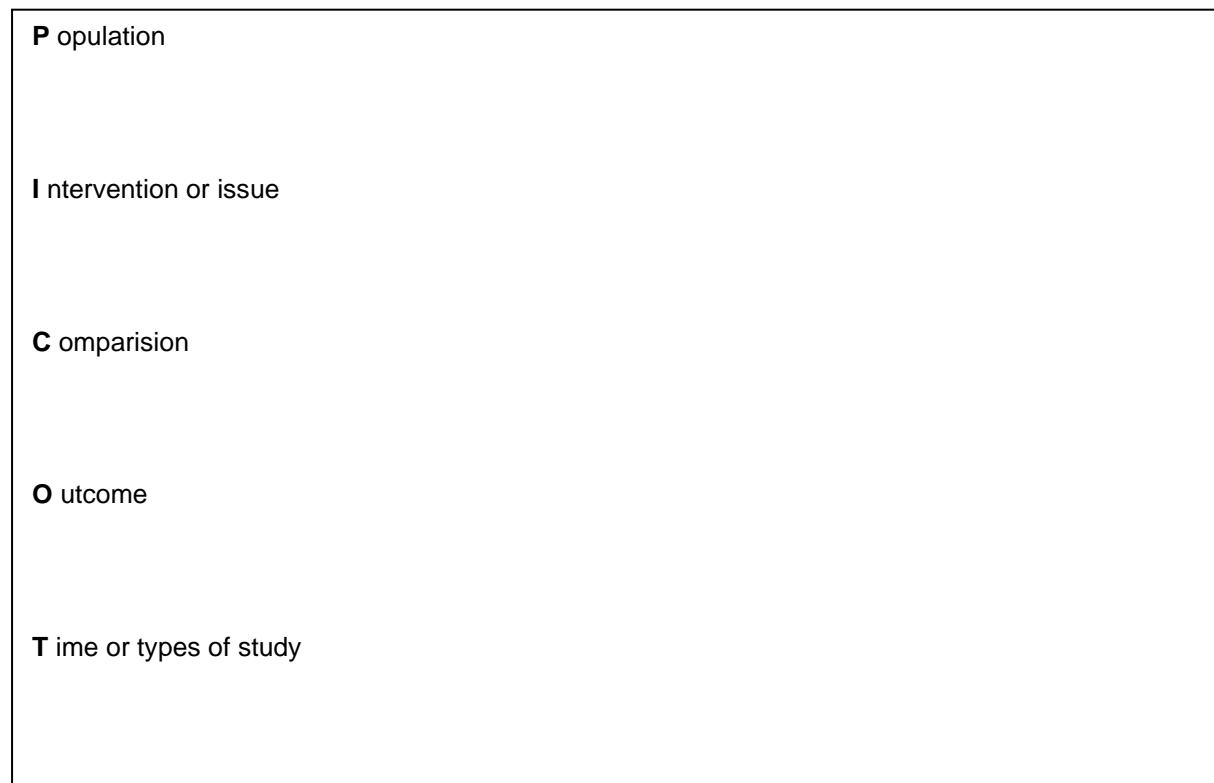 P opulation
I ntervention or issue
C omparision
O utcome
T ime or types of study